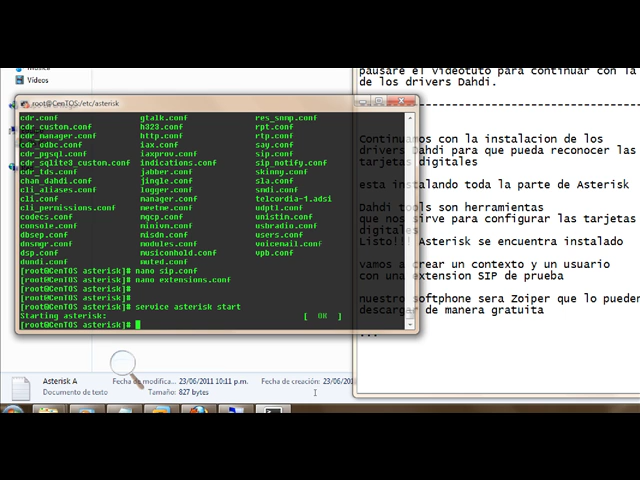 Videos
root@CenTOS:/etc/asterisk
cdr.conf gtalk.conf res_snmp.conf
cdr_custom.conf h323.conf rpt.conf
cdr_manager.conf http.conf rtp.conf
cdr_odbc.conf iax.conf say.conf
cdr_pgsql.conf iaxprov.conf sip.conf
cdr_sqlite3_custom.conf indications.conf sip_notify.conf
cdr_tds.conf jabber.conf skinny.conf
chan_dahdi.conf jingle.conf sla.conf
cli_aliases.conf logger.conf smdi.conf
cli.conf manager.conf telcordia-1.adsi
cli_permissions.conf meetme.conf udptl.conf
codecs.conf mgcp.conf unistim.conf
console.conf minivm.conf usbradio.conf
dbsep.conf misdn.conf users.conf
dnsmgr.conf modules.conf voicemail.conf
dsp.conf musiconhold.conf vpb.conf
dundi.conf muted.conf
[root@CenTOS asterisk]# nano sip.conf
[root@CenTOS asterisk]# nano extensions.conf
[root@CenTOS asterisk]#
[root@CenTOS asterisk]#
[root@CenTOS asterisk]# service asterisk start
Starting asterisk: [ OK ]
[root@CenTOS asterisk]#
pausare el videotuto para continuar con la
de los drivers Dahdi.
Continuamos con la instalacion de los
drivers Dahdi para que pueda reconocer las
tarjetas digitales
esta instalando toda la parte de Asterisk
Dahdi tools son herramientas
que nos sirve para configurar las tarjetas
digitales
Listo!!! Asterisk se encuentra instalado
vamos a crear un contexto y un usuario
con una extension SIP de prueba
nuestro softphone sera Zoiper que lo pueden
descargar de manera gratuita
...
Asterisk A Fecha de modifica... 23/06/2011 10:11 p.m. Fecha de creación: 23/06/201
Documento de texto Tamaño: 827 bytes